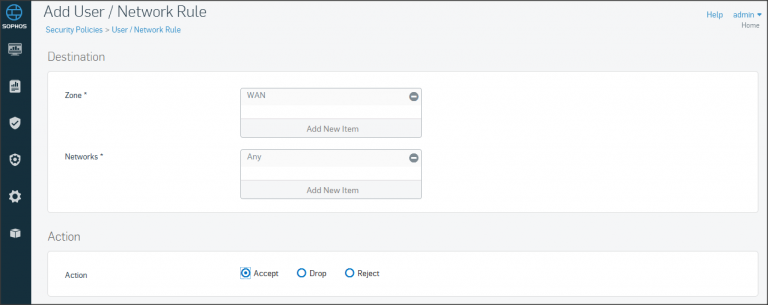 SOPHOS
Add User / Network Rule
Help admin
Security Policies > User / Network Rule
Home
Destination
Zone *
WAN
Add New Item
Networks *
Any
Add New Item
Action
Action
Accept Drop Reject